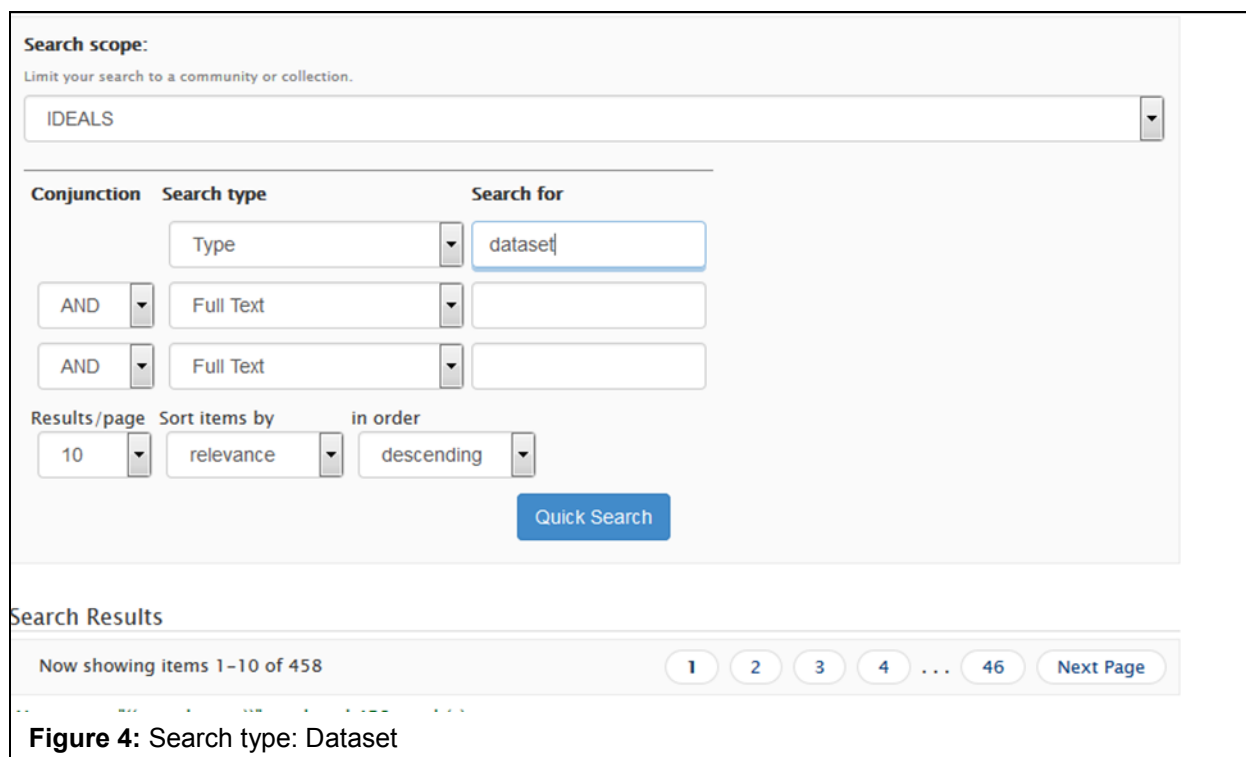 Search scope:
Limit your search to a community or collection.
IDEALS
Conjunction Search type Search for
Type dataset
AND Full Text
AND Full Text
Results/page Sort items by in order
10 relevance descending
Quick Search
Search Results
Now showing items 1-10 of 458 1 2 3 4 ... 46 Next Page
Figure 4: Search type: Dataset